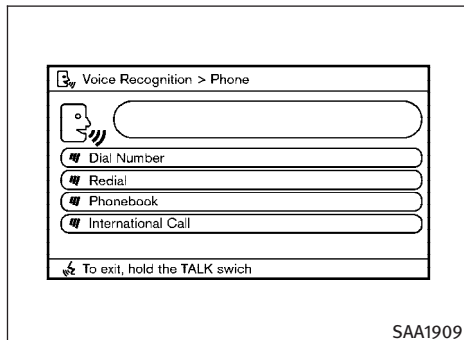 Voice Recognition > Phone
Dial Number
Redial
Phonebook
International Call
To exit, hold the TALK swich
SAA1909